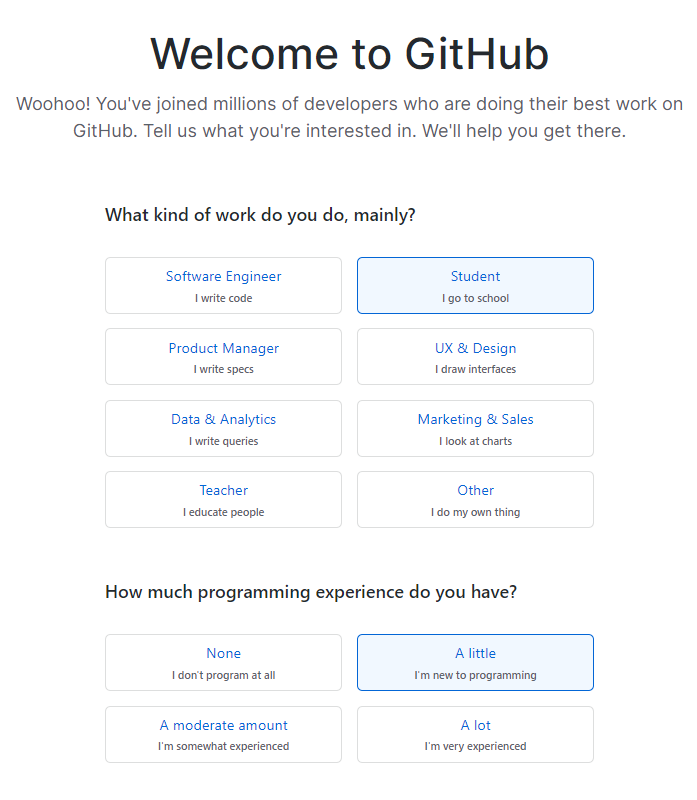 Welcome to GitHub
Woohoo! You've joined millions of developers who are doing their best work on
GitHub. Tell us what you're interested in. We'll help you get there.
What kind of work do you do, mainly?
Software Engineer
I write code
Student
I go to school
Product Manager
I write specs
UX & Design
I draw interfaces
Data & Analytics
I write queries
Marketing & Sales
I look at charts
Teacher
I educate people
Other
I do my own thing
How much programming experience do you have?
None
I don't program at all
A little
I'm new to programming
A moderate amount
I'm somewhat experienced
A lot
I'm very experienced